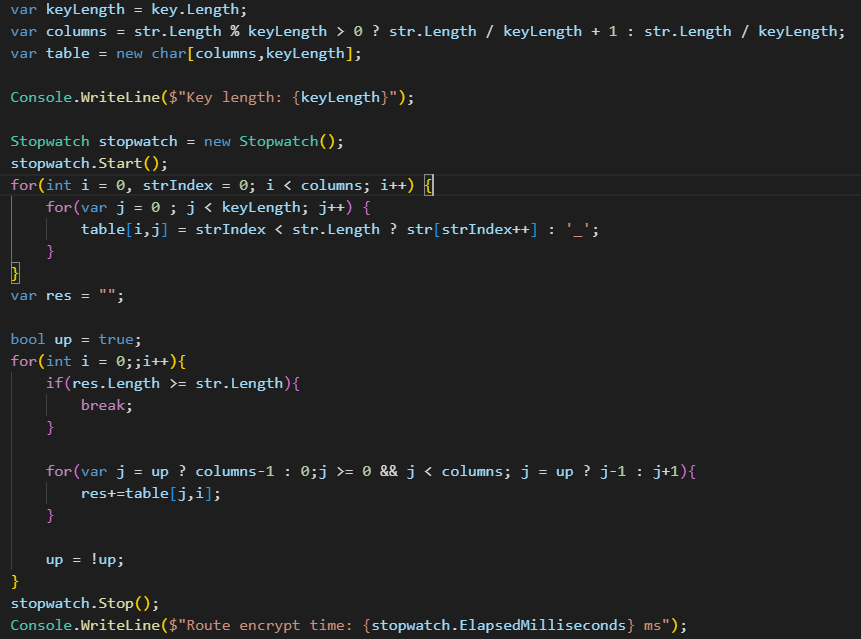 var keyLength = key.Length;
var columns = str.Length % keyLength > 0 ? str.Length / keyLength + 1 : str.Length / keyLength;
var table = new char[columns,keyLength];

Console.WriteLine($"Key length: {keyLength}");

Stopwatch stopwatch = new Stopwatch();
stopwatch.Start();
for(int i = 0, strIndex = 0; i < columns; i++) {
    for(var j = 0 ; j < keyLength; j++) {
        table[i,j] = strIndex < str.Length ? str[strIndex++] : '_';
    }
}
var res = "";

bool up = true;
for(int i = 0;;i++){
    if(res.Length >= str.Length){
        break;
    }

    for(var j = up ? columns-1 : 0;j >= 0 && j < columns; j = up ? j-1 : j+1){
        res+=table[j,i];
    }

    up = !up;
}
stopwatch.Stop();
Console.WriteLine($"Route encrypt time: {stopwatch.ElapsedMilliseconds} ms");